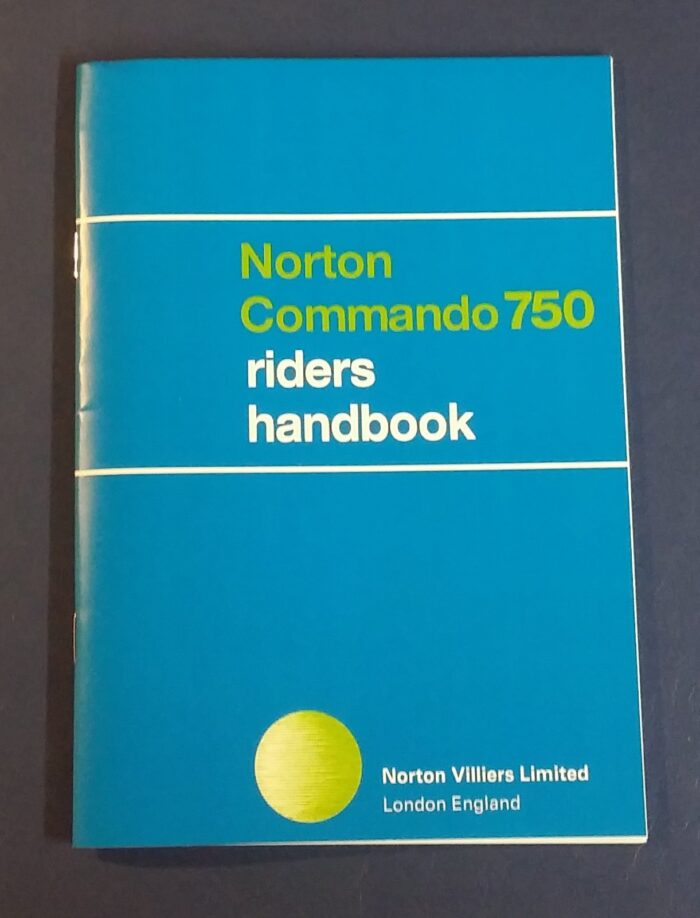 Norton
Commando 750
riders
handbook
Norton Villiers Limited
London England